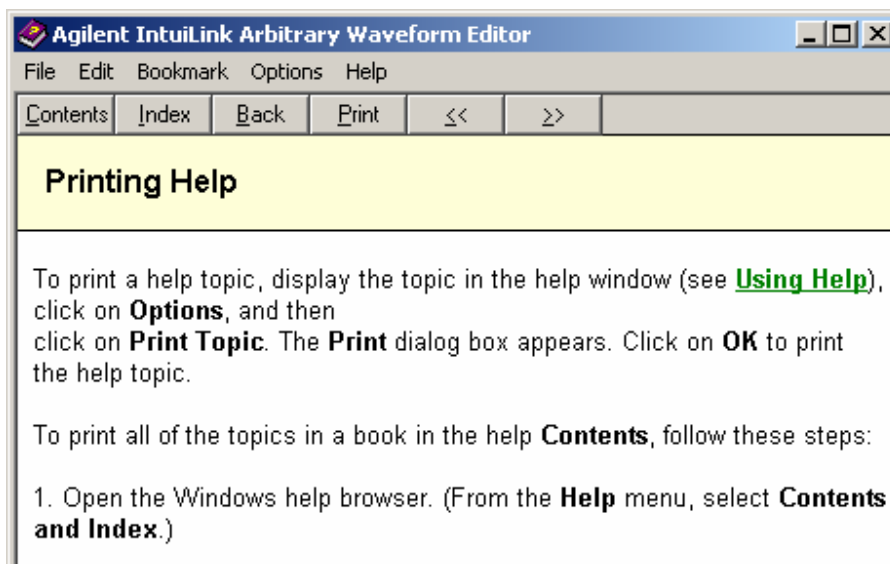 Agilent IntuiLink Arbitrary Waveform Editor
File Edit Bookmark Options Help
Contents Index Back Print << >>
Printing Help
To print a help topic, display the topic in the help window (see Using Help),
click on Options, and then
click on Print Topic. The Print dialog box appears. Click on OK to print
the help topic.
To print all of the topics in a book in the help Contents, follow these steps:
1. Open the Windows help browser. (From the Help menu, select Contents
and Index.)